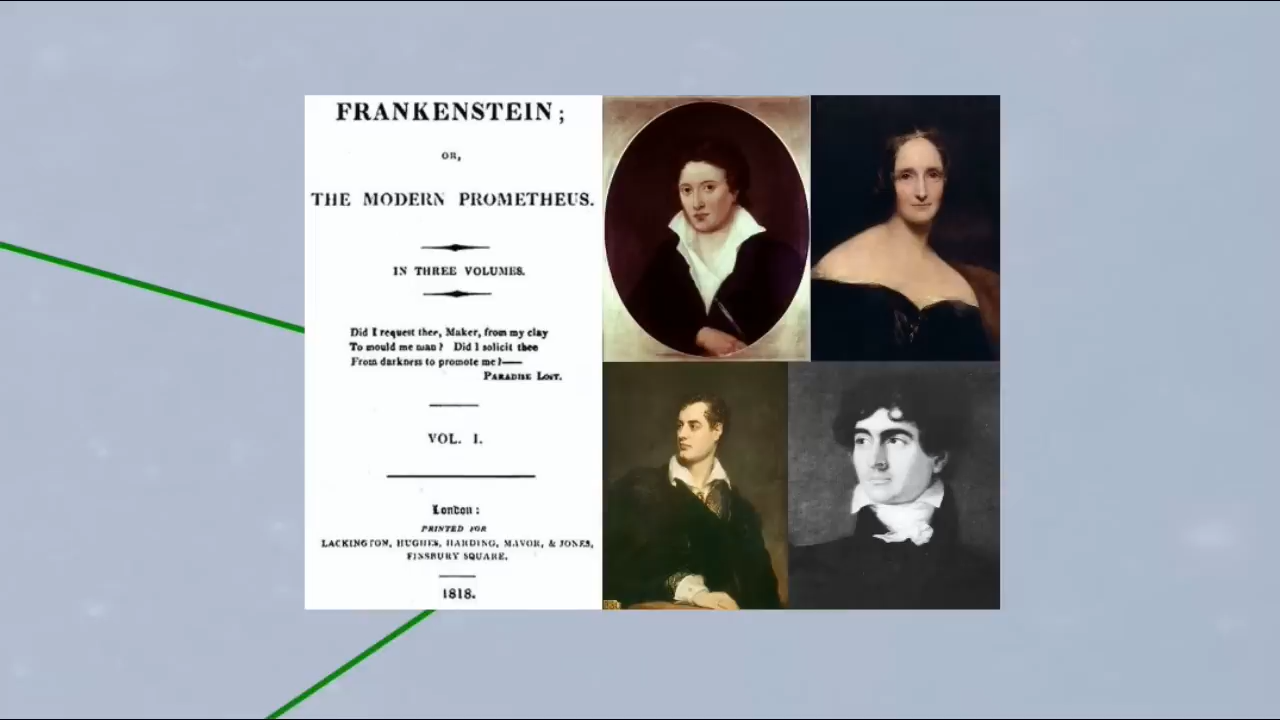 FRANKENSTEIN;
OR,
THE MODERN PROMETHEUS.
IN THREE VOLUMES.
Did I request thee, Maker, from my clay
To mould me man? Did I solicit thee
From darkness to promote me?—
PARADISE LOST.
VOL. I.
London:
PRINTED FOR
LACKINGTON, HUGHES, HARDING, MAVOR, & JONES,
FINSBURY SQUARE.
1818.